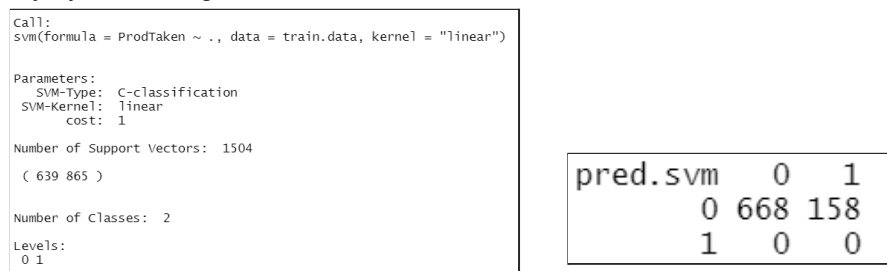 Call:
svm(formula = ProdTaken ~ ., data = train.data, kernel = "linear")
Parameters:
SVM-Type: C-classification
SVM-Kernel: linear
cost: 1
Number of Support Vectors: 1504
( 639 865 )
Number of Classes: 2
Levels:
0 1
pred.svm 0 1
0 668 158
1 0 0